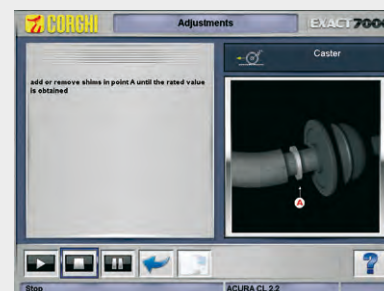 CORGHI
Adjustments
EXACT 7000
Caster
add or remove shims in point A until the rated value
is obtained
A
?
Stop
ACURA CL 2.2